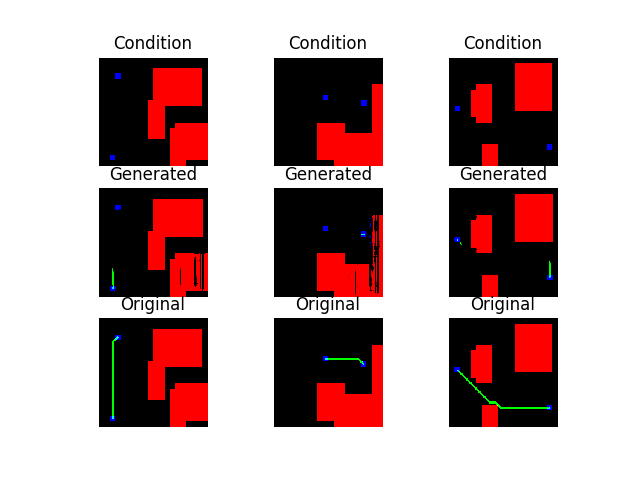 Condition Condition Condition
Generated Generated Generated
Original Original Original